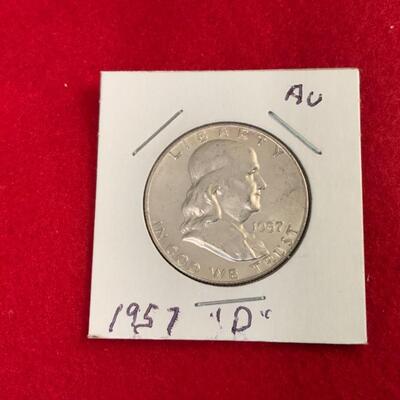 AU
LIBERTY
1957
IN GOD WE TRUST
1957 "D"